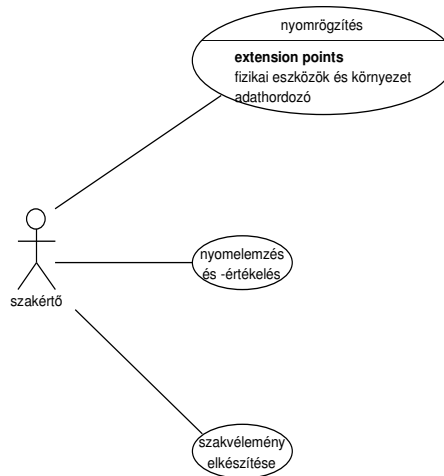 nyomrögzítés
extension points
fizikai eszközök és környezet
adathordozó
nyomelemzés
és -értékelés
szakértő
szakvélemény
elkészítése